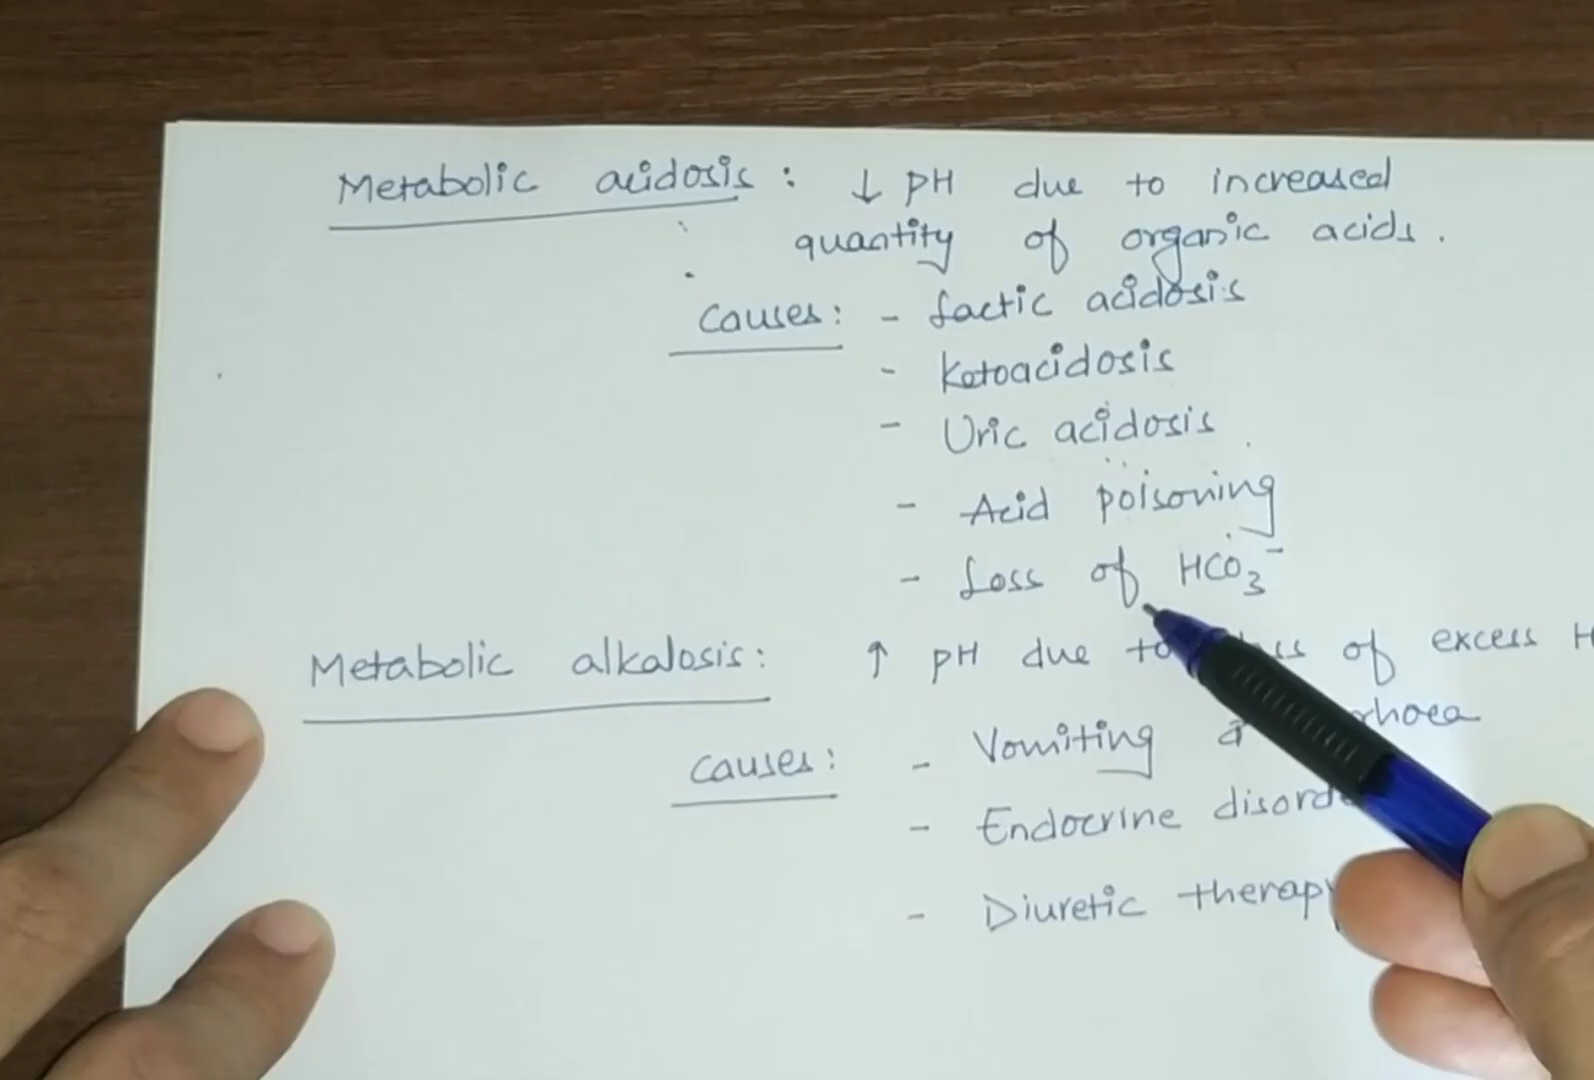 Metabolic acidosis : ↓ pH due to increased
quantity of organic acids.
Causes: - Lactic acidosis
- Ketoacidosis
- Uric acidosis
- Acid poisoning
- Loss of HCO3⁻
Metabolic alkalosis: ↑ pH due to of excess
Causes: - Vomiting
- Endocrine
- Diuretic therapy